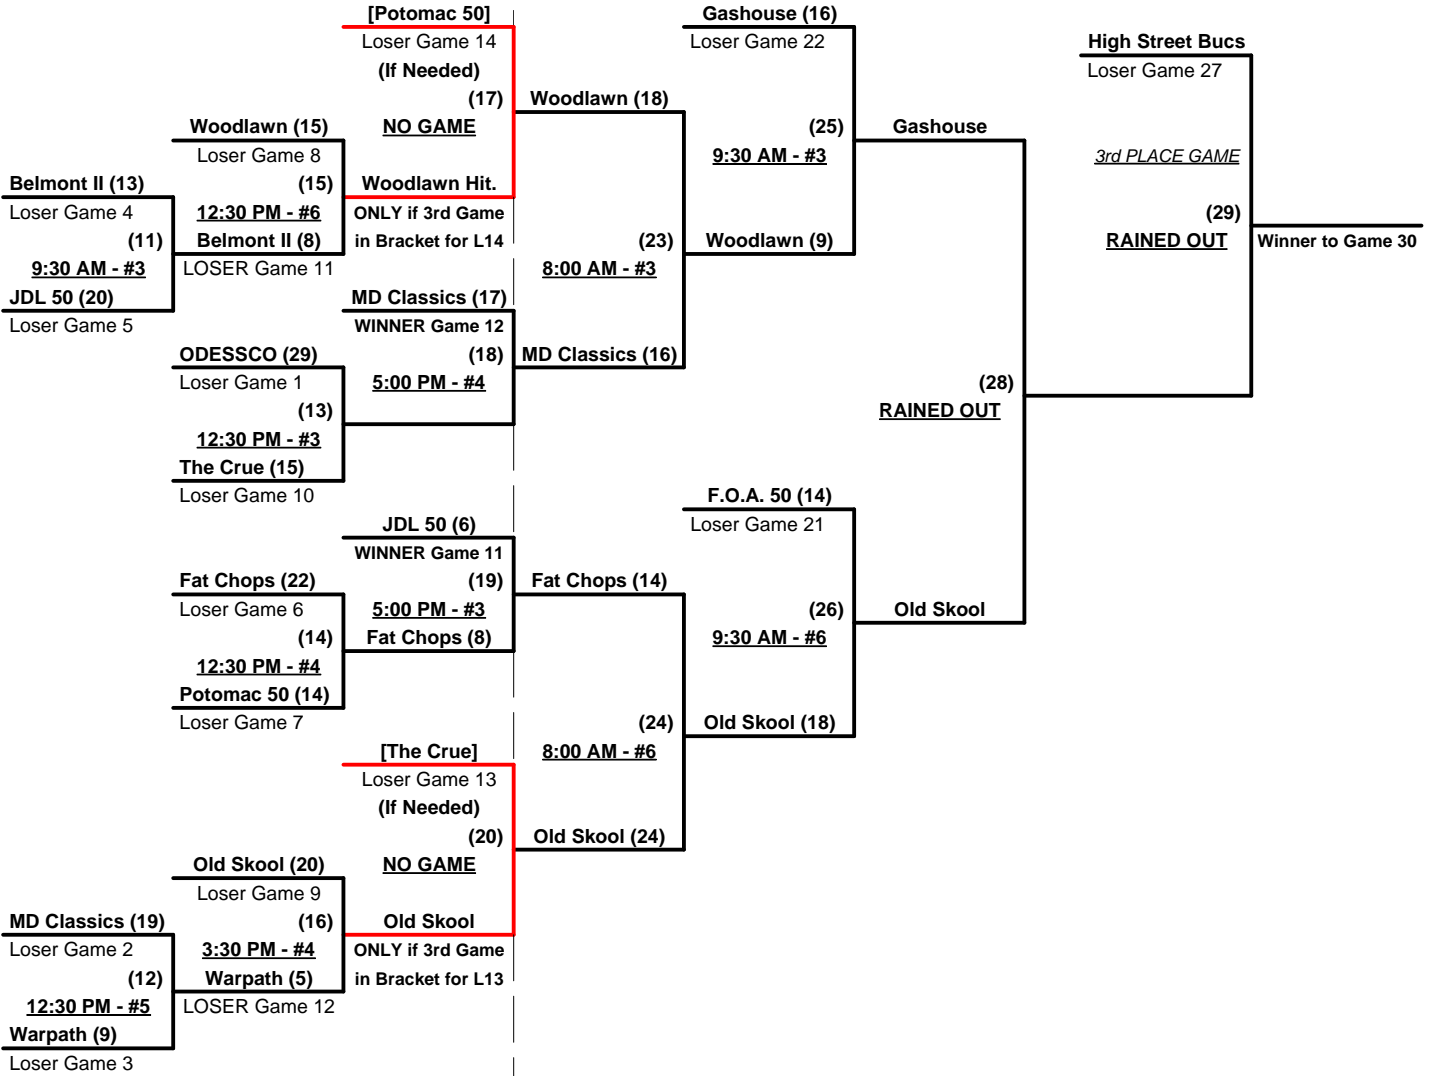 [Potomac 50]
Loser Game 14
(If Needed)
(17)
NO GAME
Woodlawn Hit.
ONLY if 3rd Game
in Bracket for L14
Woodlawn (15)
Loser Game 8
(15)
12:30 PM - #6
Belmont II (8)
LOSER Game 11
Belmont II (13)
Loser Game 4
(11)
9:30 AM - #3
JDL 50 (20)
Loser Game 5
MD Classics (17)
WINNER Game 12
(18)
5:00 PM - #4
ODESSCO (29)
Loser Game 1
(13)
12:30 PM - #3
The Crue (15)
Loser Game 10
JDL 50 (6)
WINNER Game 11
(19)
5:00 PM - #3
Fat Chops (8)
Fat Chops (22)
Loser Game 6
(14)
12:30 PM - #4
Potomac 50 (14)
Loser Game 7
[The Crue]
Loser Game 13
(If Needed)
(20)
NO GAME
Old Skool
ONLY if 3rd Game
in Bracket for L13
Old Skool (20)
Loser Game 9
(16)
3:30 PM - #4
Warpath (5)
LOSER Game 12
MD Classics (19)
Loser Game 2
(12)
12:30 PM - #5
Warpath (9)
Loser Game 3
Woodlawn (18)
(23)
8:00 AM - #3
MD Classics (16)
Fat Chops (14)
(24)
8:00 AM - #6
Old Skool (24)
Gashouse (16)
Loser Game 22
(25)
9:30 AM - #3
Woodlawn (9)
F.O.A. 50 (14)
Loser Game 21
(26)
9:30 AM - #6
Old Skool (18)
Gashouse
(28)
RAINED OUT
Old Skool
High Street Bucs
Loser Game 27
3rd PLACE GAME
(29)
RAINED OUT
Winner to Game 30